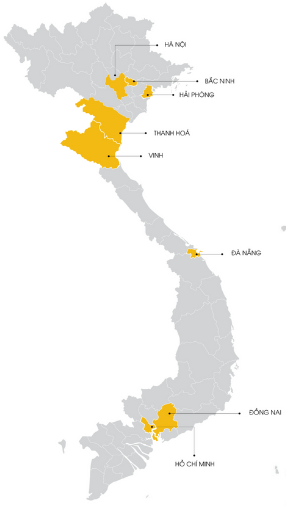 HÀ NỘI
BẮC NINH
HẢI PHÒNG
THANH HOÁ
VINH
ĐÀ NẴNG
ĐỒNG NAI
HỒ CHÍ MINH